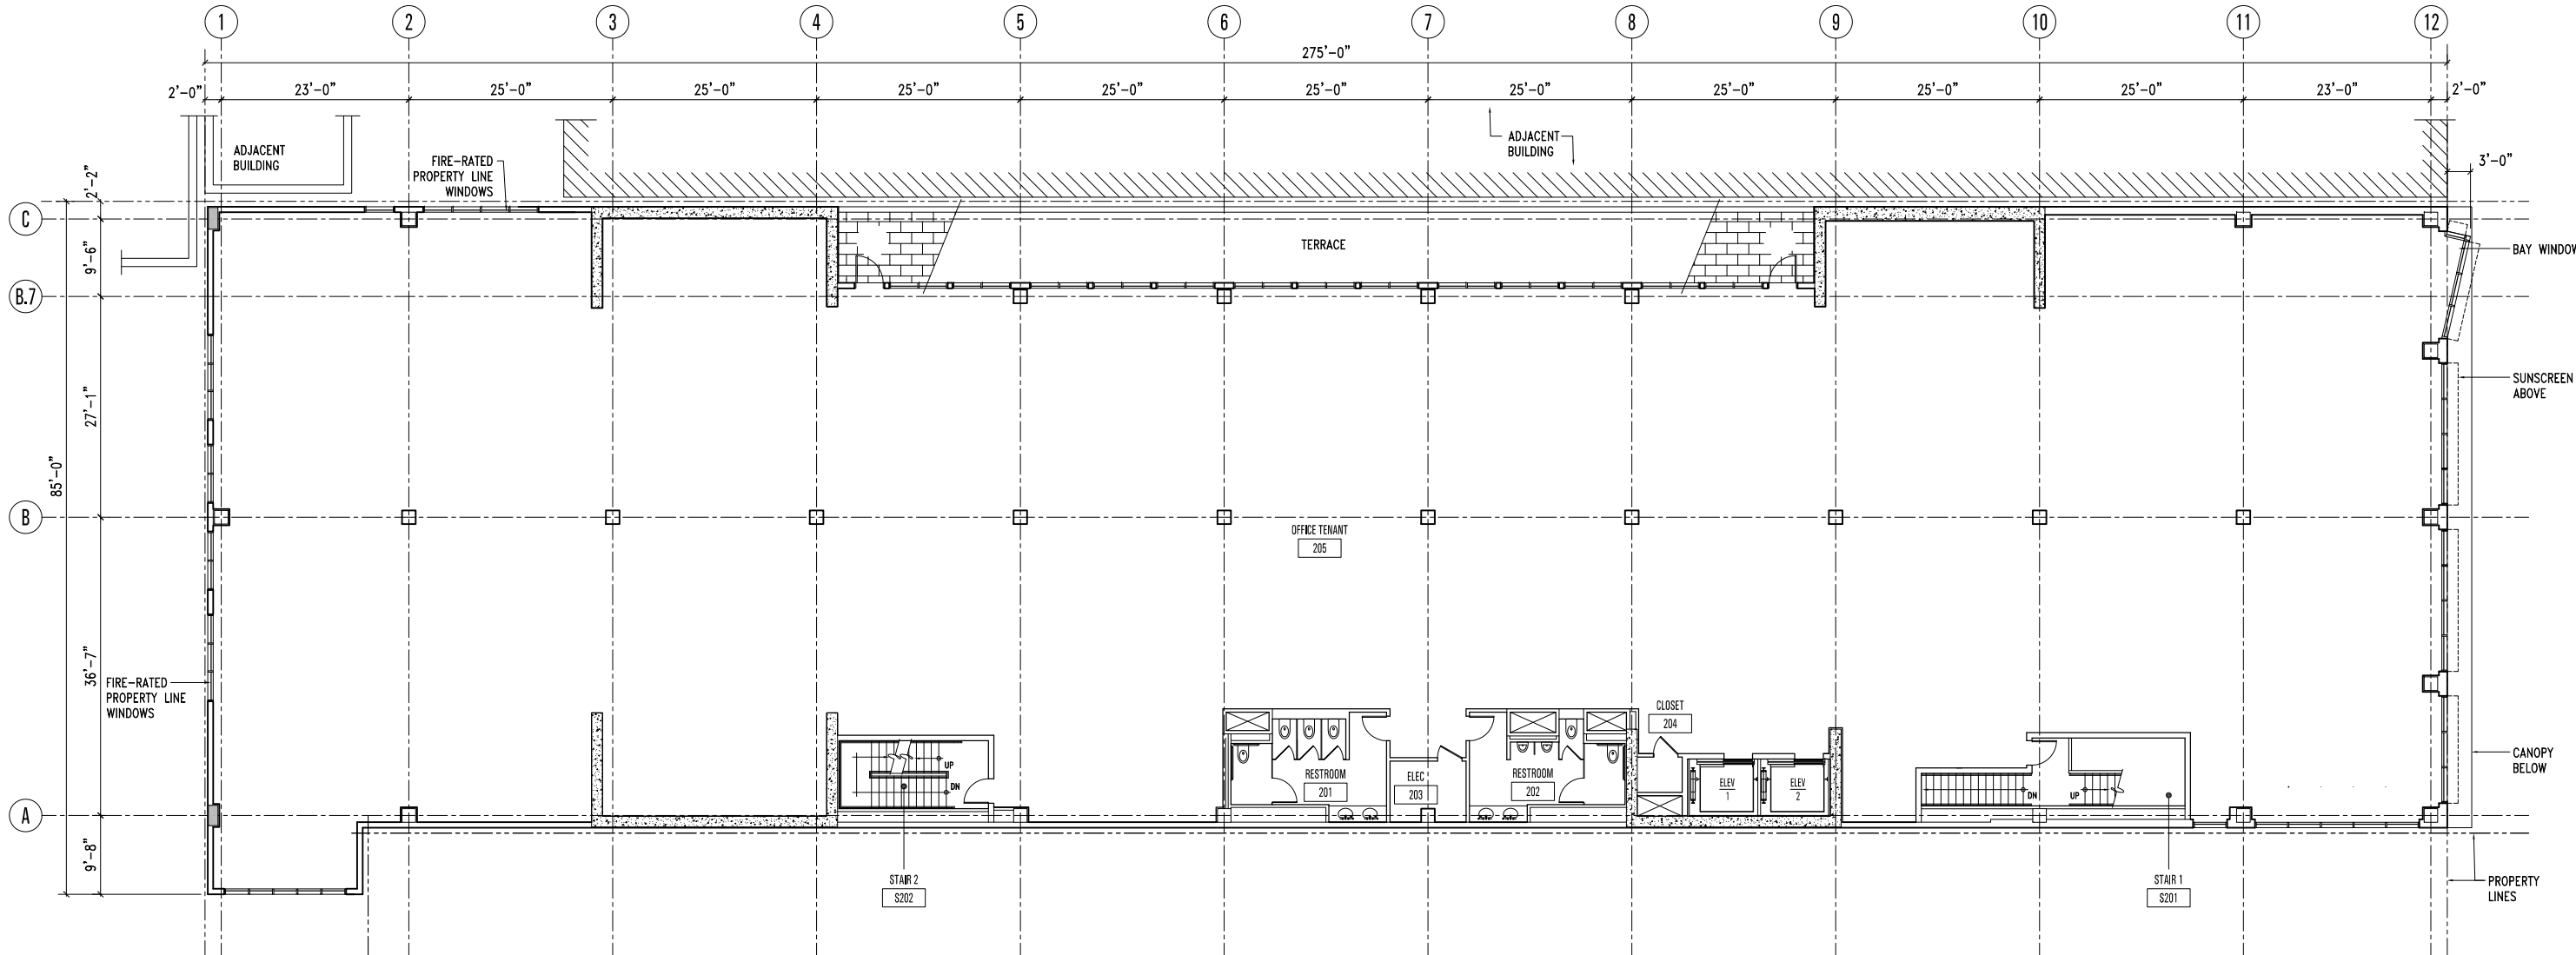 1 2 3 4 5 6 7 8 9 10 11 12
275'-0"
2'-0" 23'-0" 25'-0" 25'-0" 25'-0" 25'-0" 25'-0" 25'-0" 25'-0" 25'-0" 25'-0" 23'-0" 2'-0"
ADJACENT
BUILDING
FIRE-RATED
PROPERTY LINE
WINDOWS
ADJACENT
BUILDING
3'-0"
2'-2"
C
TERRACE
BAY WINDOW
9'-6"
B.7
27'-1"
SUNSCREEN
ABOVE
85'-0"
B
OFFICE TENANT
205
36'-7"
FIRE-RATED
PROPERTY LINE
WINDOWS
CLOSET
204
UP
DN
RESTROOM
201
ELEC
203
RESTROOM
202
ELEV
1
ELEV
2
DN
UP
CANOPY
BELOW
A
9'-8"
STAIR 2
S202
STAIR 1
S201
PROPERTY
LINES